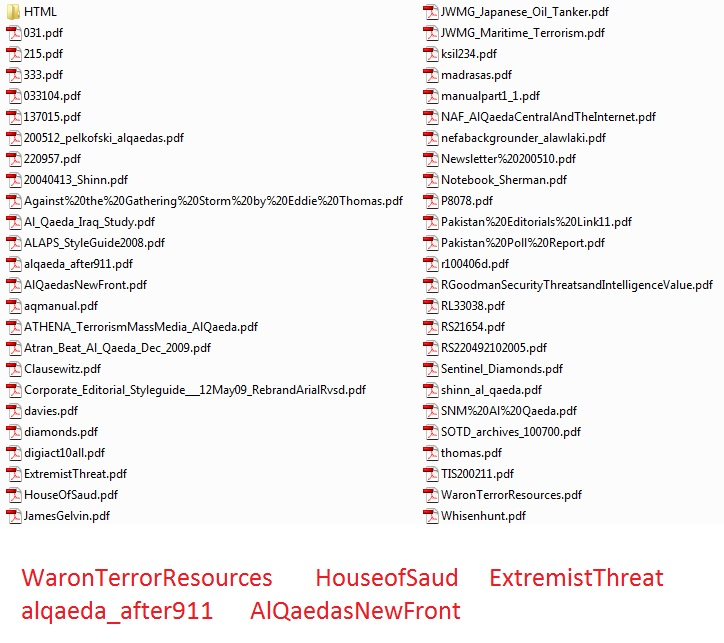 HTML
031.pdf
215.pdf
333.pdf
033104.pdf
137015.pdf
200512_pelkofski_alqaedas.pdf
220957.pdf
20040413_Shinn.pdf
Against%20the%20Gathering%20Storm%20by%20Eddie%20Thomas.pdf
Al_Qaeda_Iraq_Study.pdf
ALAPS_StyleGuide2008.pdf
alqaeda_after911.pdf
AlQaedasNewFront.pdf
aqmanual.pdf
ATHENA_TerrorismMassMedia_AlQaeda.pdf
Atran_Beat_Al_Qaeda_Dec_2009.pdf
Clausewitz.pdf
Corporate_Editorial_Styleguide__12May09_RebrandArialRvsd.pdf
davies.pdf
diamonds.pdf
digiact10all.pdf
ExtremistThreat.pdf
HouseOfSaud.pdf
JamesGelvin.pdf
JWMG_Japanese_Oil_Tanker.pdf
JWMG_Maritime_Terrorism.pdf
ksil234.pdf
madrasas.pdf
manualpart1_1.pdf
NAF_AlQaedaCentralAndTheInternet.pdf
nefabackgrounder_alawlaki.pdf
Newsletter%20200510.pdf
Notebook_Sherman.pdf
P8078.pdf
Pakistan%20Editorials%20Link11.pdf
Pakistan%20Poll%20Report.pdf
r100406d.pdf
RGoodmanSecurityThreatsandIntelligenceValue.pdf
RL33038.pdf
RS21654.pdf
RS220492102005.pdf
Sentinel_Diamonds.pdf
shinn_al_qaeda.pdf
SNM%20Al%20Qaeda.pdf
SOTD_archives_100700.pdf
thomas.pdf
TIS200211.pdf
WaronTerrorResources.pdf
Whisenhunt.pdf
WaronTerrorResources HouseofSaud ExtremistThreat
alqaeda_after911 AlQaedasNewFront